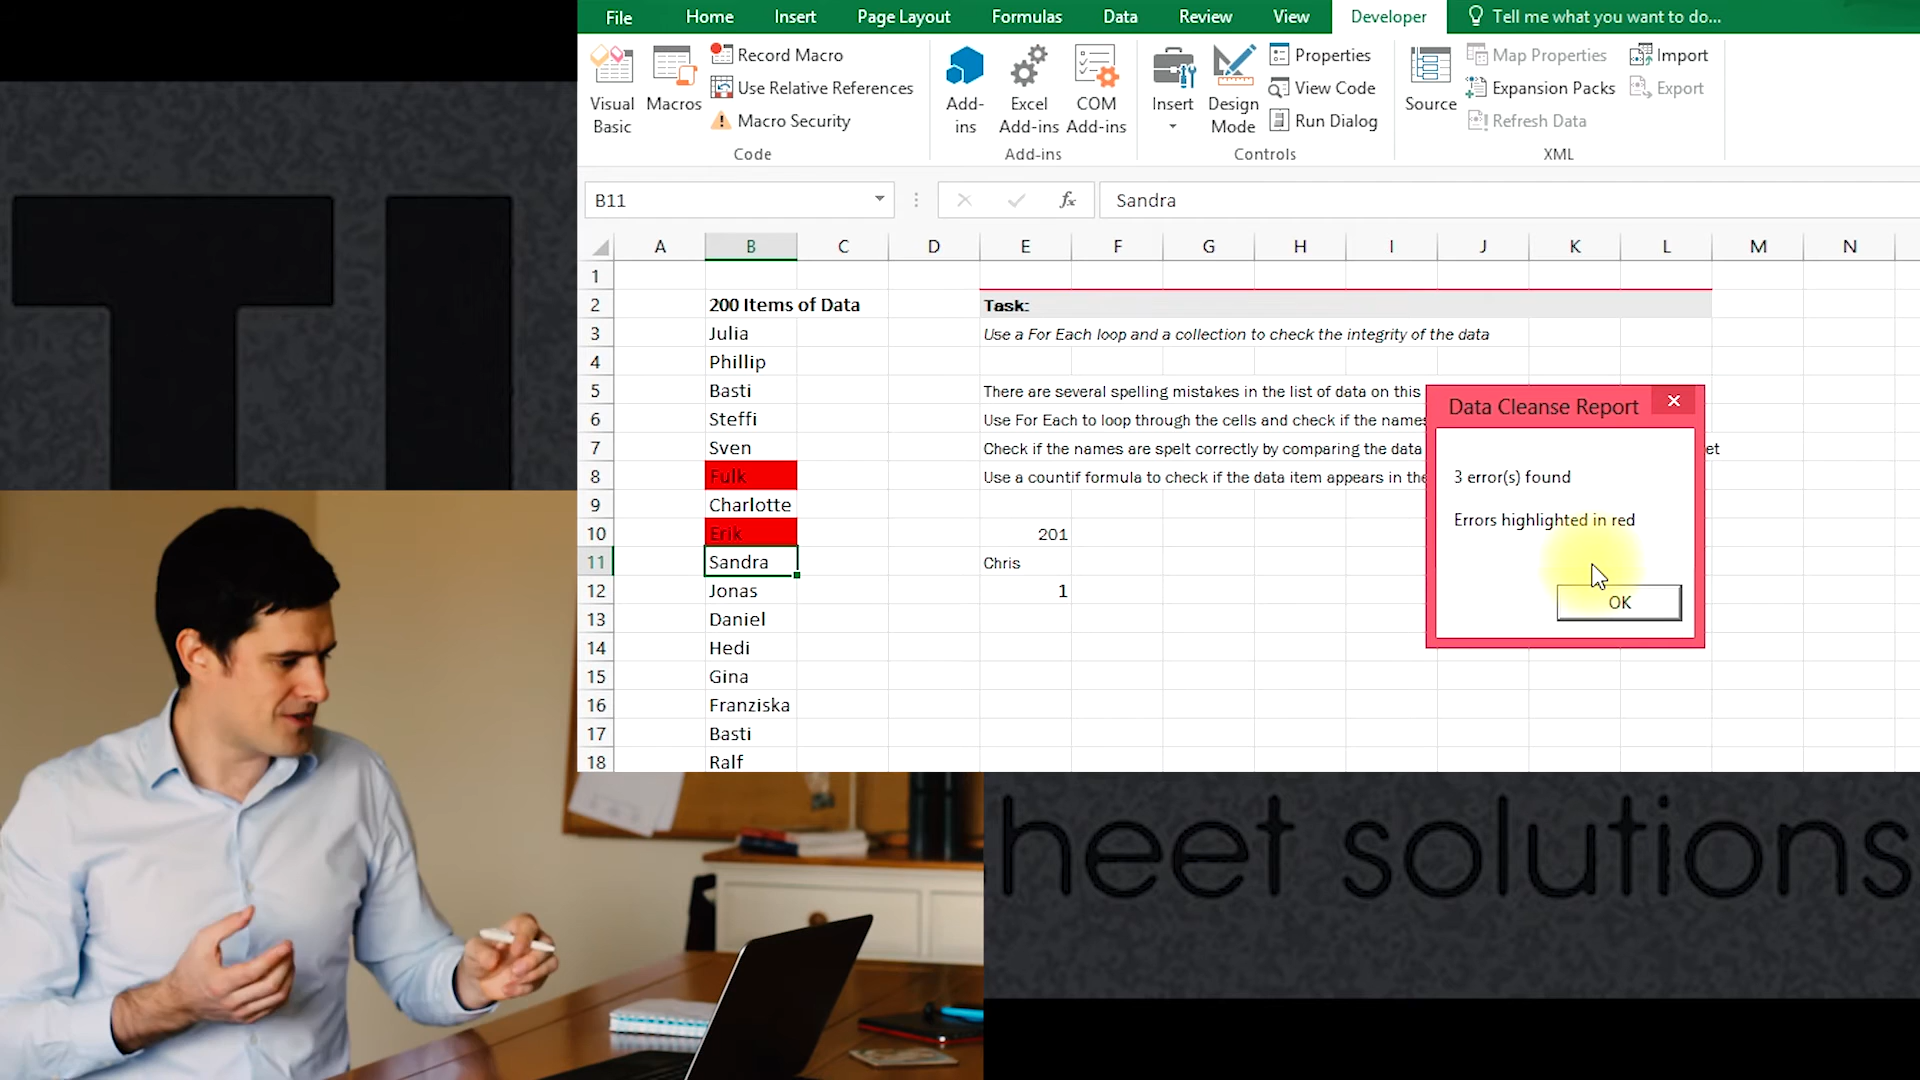 File Home Insert Page Layout Formulas Data Review View Developer Tell me what you want to do...
Visual Basic
Macros
Record Macro
Use Relative References
Macro Security
Code
Add-ins
Excel Add-ins
COM Add-ins
Add-ins
Insert
Design Mode
Properties
View Code
Run Dialog
Controls
Source
Map Properties
Expansion Packs
Refresh Data
Import
Export
XML
B11 fx Sandra
A B C D E F G H I J K L M N
1
2 200 Items of Data Task:
3 Julia Use a For Each loop and a collection to check the integrity of the data
4 Phillip
5 Basti There are several spelling mistakes in the list of data on this
6 Steffi Use For Each to loop through the cells and check if the names
7 Sven Check if the names are spelt correctly by comparing the data
8 Fulk Use a countif formula to check if the data item appears in the
9 Charlotte
10 Erik 201
11 Sandra Chris
12 Jonas 1
13 Daniel
14 Hedi
15 Gina
16 Franziska
17 Basti
18 Ralf
Data Cleanse Report
3 error(s) found
Errors highlighted in red
OK
heet solutions